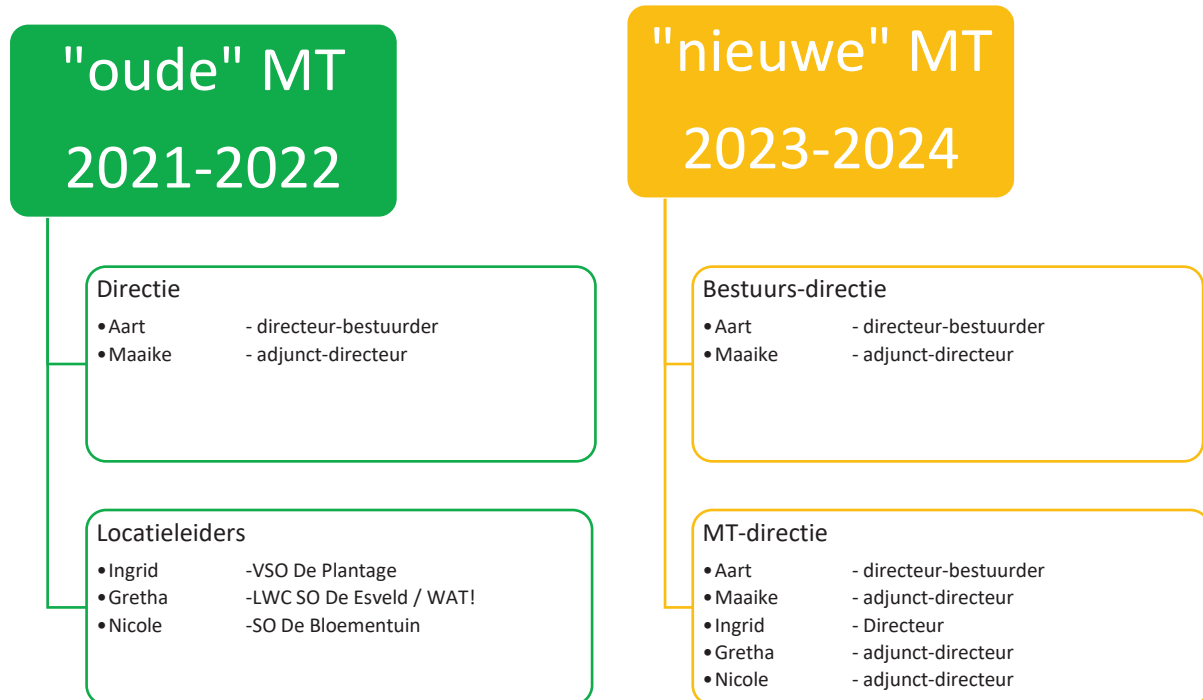 "oude" MT
2021-2022
Directie
•Aart - directeur-bestuurder
•Maaike - adjunct-directeur
Locatieleiders
•Ingrid -VSO De Plantage
•Gretha -LWC SO De Esveld / WAT!
•Nicole -SO De Bloementuin
"nieuwe" MT
2023-2024
Bestuurs-directie
•Aart - directeur-bestuurder
•Maaike - adjunct-directeur
MT-directie
•Aart - directeur-bestuurder
•Maaike - adjunct-directeur
•Ingrid - Directeur
•Gretha - adjunct-directeur
•Nicole - adjunct-directeur